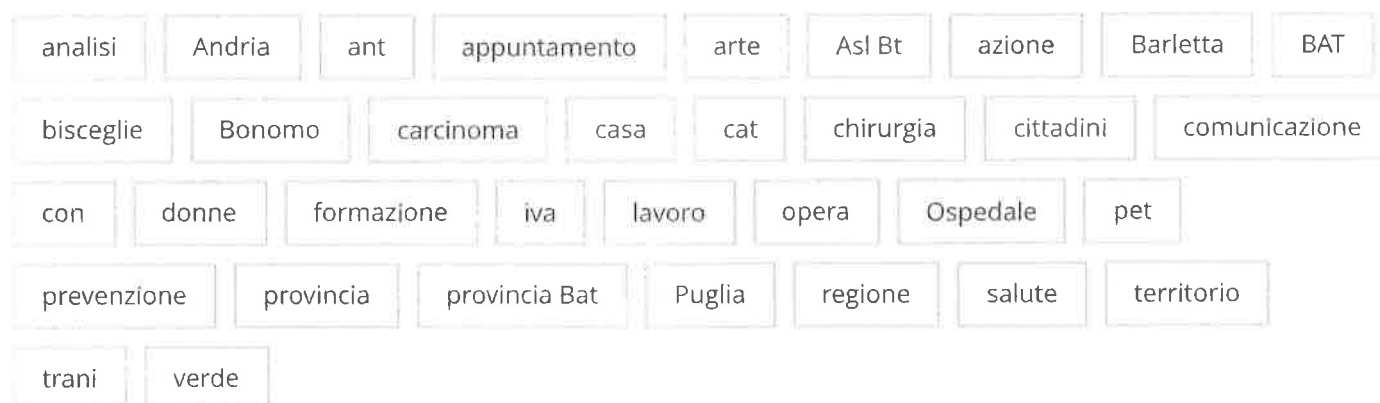 analisi Andria ant appuntamento arte Asl Bt azione Barletta BAT
bisceglie Bonomo carcinoma casa cat chirurgia cittadini comunicazione
con donne formazione iva lavoro opera Ospedale pet
prevenzione provincia provincia Bat Puglia regione salute territorio
trani verde